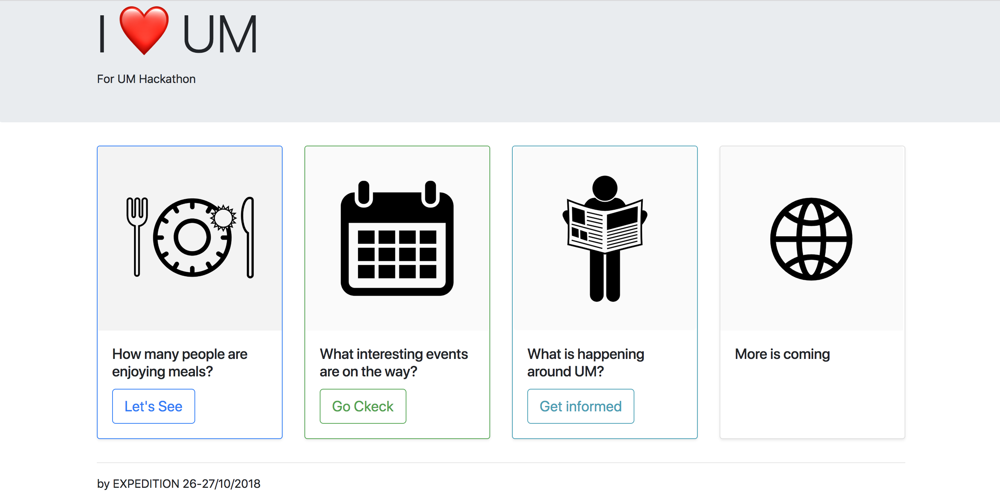 I ❤️ UM
For UM Hackathon
How many people are
enjoying meals?
Let's See
What interesting events
are on the way?
Go Ckeck
What is happening
around UM?
Get informed
More is coming
by EXPEDITION 26-27/10/2018